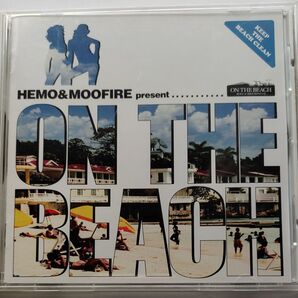 KEEP
THE
BEACH CLEAN
HEMO&MOOFIRE present...........
ON THE BEACH
ON THE
BEACH